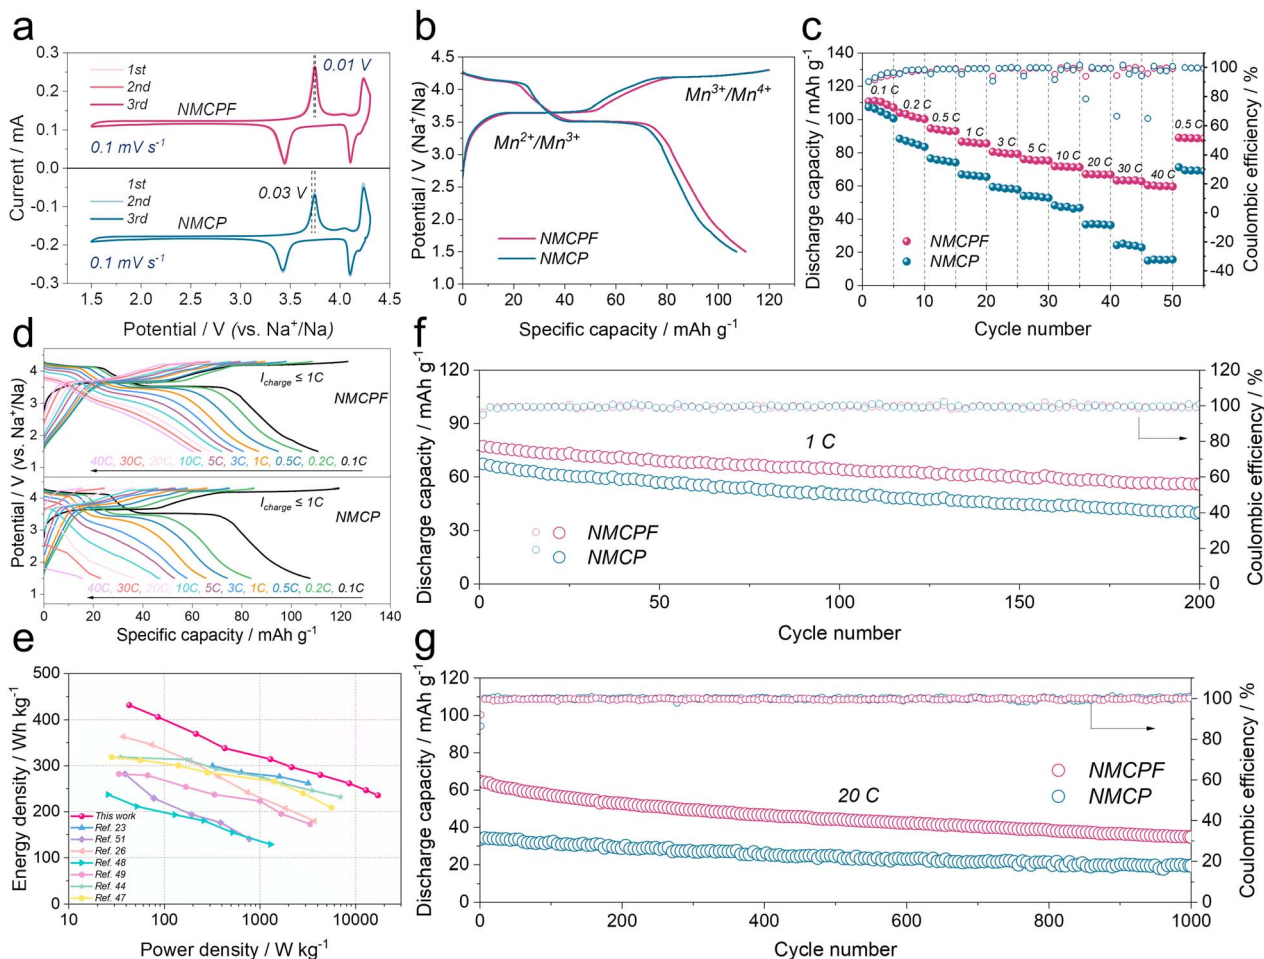 a
0.3
0.2
0.1
0.0
-0.1
-0.2
-0.3
Current / mA
1st
2nd
3rd
NMCPF
0.01 V
0.1 mV s⁻¹
1st
2nd
3rd
0.03 V
NMCP
0.1 mV s⁻¹
1.5 2.0 2.5 3.0 3.5 4.0 4.5
Potential / V (vs. Na⁺/Na)
b
4.5
4.0
3.5
3.0
2.5
2.0
1.5
1.0
Potential / V (Na⁺/Na)
Mn³⁺/Mn⁴⁺
Mn²⁺/Mn³⁺
NMCPF
NMCP
0 20 40 60 80 100 120
Specific capacity / mAh g⁻¹
c
140
120
100
80
60
40
20
0
Discharge capacity / mAh g⁻¹
0.1 C
0.2 C
0.5 C
1 C
3 C
5 C
10 C
20 C
30 C
40 C
0.5 C
NMCPF
NMCP
100
80
60
40
20
0
-20
-40
Coulombic efficiency / %
0 10 20 30 40 50
Cycle number
d
4
3
2
1
4
3
2
1
Potential / V (vs. Na⁺/Na)
I charge ≤ 1C
NMCPF
40C, 30C, 20C, 10C, 5C, 3C, 1C, 0.5C, 0.2C, 0.1C
I charge ≤ 1C
NMCP
40C, 30C, 20C, 10C, 5C, 3C, 1C, 0.5C, 0.2C, 0.1C
0 20 40 60 80 100 120 140
Specific capacity / mAh g⁻¹
f
120
90
60
30
0
Discharge capacity / mAh g⁻¹
1 C
NMCPF
NMCP
120
100
80
60
40
20
0
Coulombic efficiency / %
0 50 100 150 200
Cycle number
e
500
400
300
200
100
0
Energy density / Wh kg⁻¹
This work
Ref. 23
Ref. 51
Ref. 26
Ref. 48
Ref. 49
Ref. 44
Ref. 47
10 100 1000 10000
Power density / W kg⁻¹
g
120
100
80
60
40
20
0
Discharge capacity / mAh g⁻¹
20 C
NMCPF
NMCP
100
80
60
40
20
0
Coulombic efficiency / %
0 200 400 600 800 1000
Cycle number